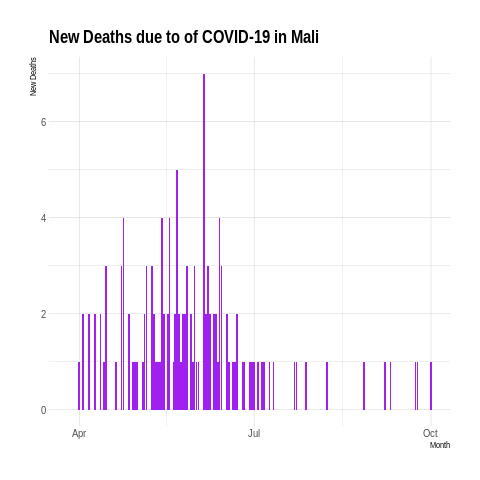 New Deaths due to of COVID-19 in Mali
New Deaths
6
4
2
0
Apr
Jul
Oct
Month